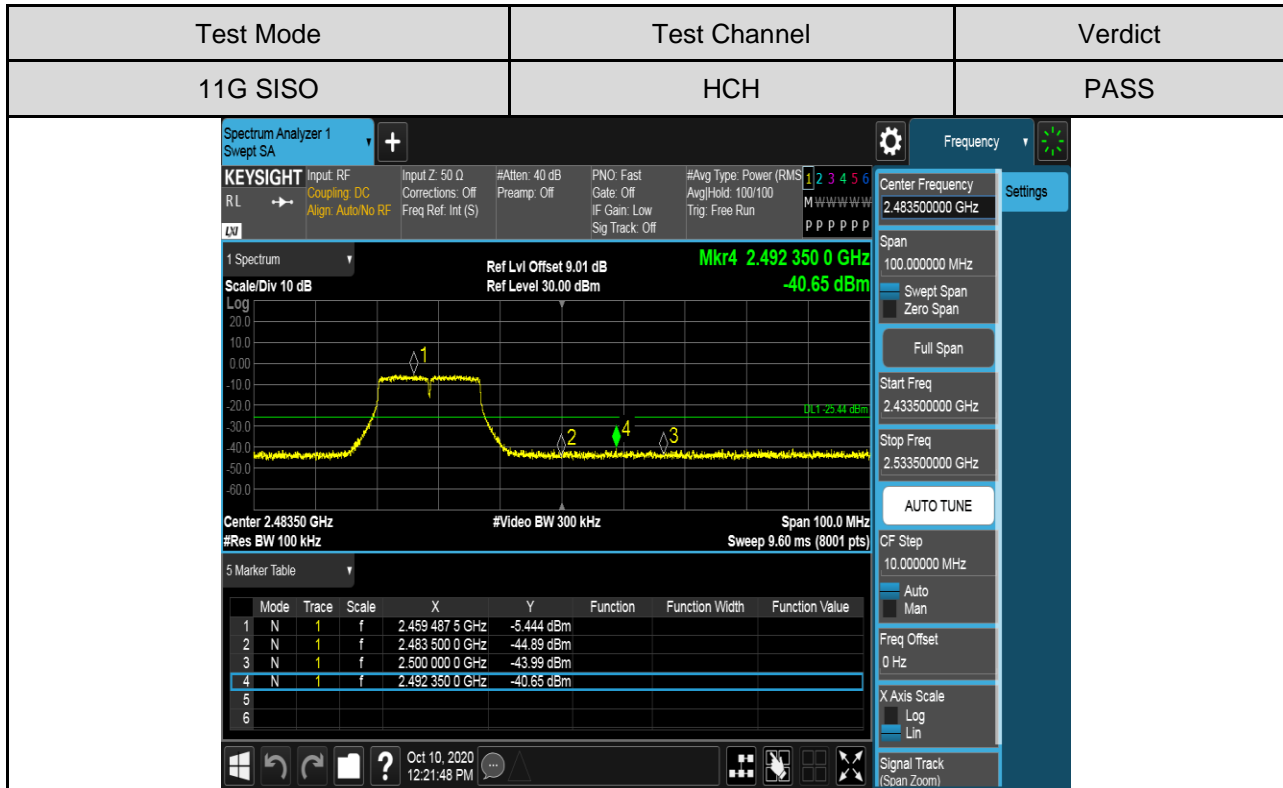 Test Mode Test Channel Verdict
11G SISO HCH PASS
Spectrum Analyzer 1
Swept SA
+
Frequency
KEYSIGHT
RL
LXI
Input: RF
Coupling: DC
Align: Auto/No RF
Input Z: 50 Ω
Corrections: Off
Freq Ref: Int (S)
#Atten: 40 dB
Preamp: Off
PNO: Fast
Gate: Off
IF Gain: Low
Sig Track: Off
#Avg Type: Power (RMS
Avg|Hold: 100/100
Trig: Free Run
1 2 3 4 5 6
M W W W W W
P P P P P P
1 Spectrum
Scale/Div 10 dB
Ref Lvl Offset 9.01 dB
Ref Level 30.00 dBm
Mkr4 2.492 350 0 GHz
-40.65 dBm
Log
20.0
10.0
0.00
-10.0
-20.0
-30.0
-40.0
-50.0
-60.0
1
2
4
3
DL1 -25.44 dBm
Center 2.48350 GHz
#Res BW 100 kHz
#Video BW 300 kHz
Span 100.0 MHz
Sweep 9.60 ms (8001 pts)
5 Marker Table
Mode Trace Scale X Y Function Function Width Function Value
1 N 1 f 2.459 487 5 GHz -5.444 dBm
2 N 1 f 2.483 500 0 GHz -44.89 dBm
3 N 1 f 2.500 000 0 GHz -43.99 dBm
4 N 1 f 2.492 350 0 GHz -40.65 dBm
5
6
?
Oct 10, 2020
12:21:48 PM
Center Frequency
2.483500000 GHz
Settings
Span
100.000000 MHz
Swept Span
Zero Span
Full Span
Start Freq
2.433500000 GHz
Stop Freq
2.533500000 GHz
AUTO TUNE
CF Step
10.000000 MHz
Auto
Man
Freq Offset
0 Hz
X Axis Scale
Log
Lin
Signal Track
(Span Zoom)